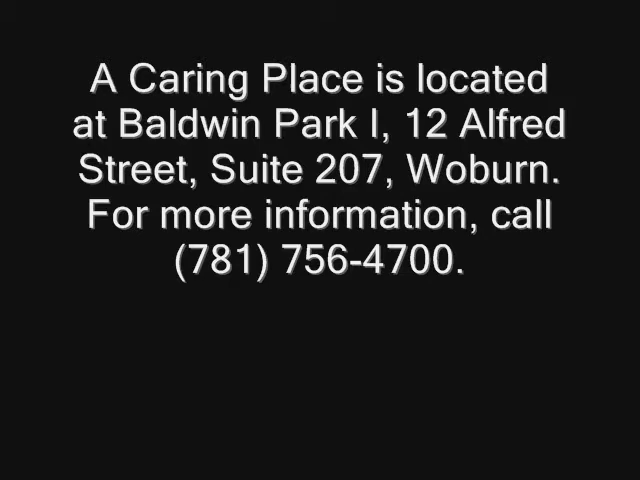 A Caring Place is located
at Baldwin Park I, 12 Alfred
Street, Suite 207, Woburn.
For more information, call
(781) 756-4700.